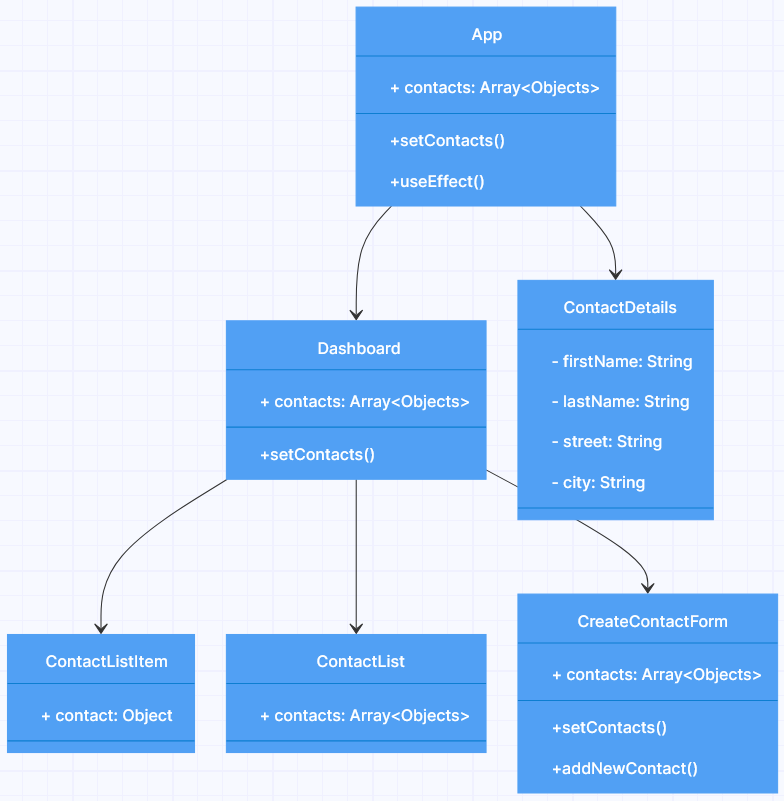 App
+ contacts: Array<Objects>
+setContacts()
+useEffect()
ContactDetails
- firstName: String
- lastName: String
- street: String
- city: String
Dashboard
+ contacts: Array<Objects>
+setContacts()
ContactListItem
+ contact: Object
ContactList
+ contacts: Array<Objects>
CreateContactForm
+ contacts: Array<Objects>
+setContacts()
+addNewContact()